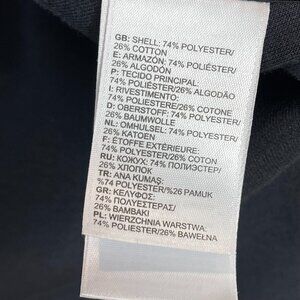 GB: SHELL: 74% POLYESTER/
26% COTTON
E: ARMAZÓN: 74% POLIÉSTER/
26% ALGODÓN
P: TECIDO PRINCIPAL:
74% POLIÉSTER/26% ALGODÃO
I: RIVESTIMENTO:
74% POLIESTERE/26% COTONE
D: OBERSTOFF: 74% POLYESTER/
26% BAUMWOLLE
NL: OMHULSEL: 74% POLYESTER/
26% KATOEN
F: ÉTOFFE EXTÉRIEURE:
74% POLYESTER/26% COTON
RU: КОЖУХ: 74% ПОЛИЭСТЕР/
26% ХЛОПОК
TR: ANA KUMAŞ:
%74 POLYESTER/%26 PAMUK
GR: ΚΕΛΥΦΟΣ:
74% ΠΟΛΥΕΣΤΕΡΑΣ/
26% ΒΑΜΒΑΚΙ
PL: WIERZCHNIA WARSTWA:
74% POLIESTER/26% BAWEŁNA